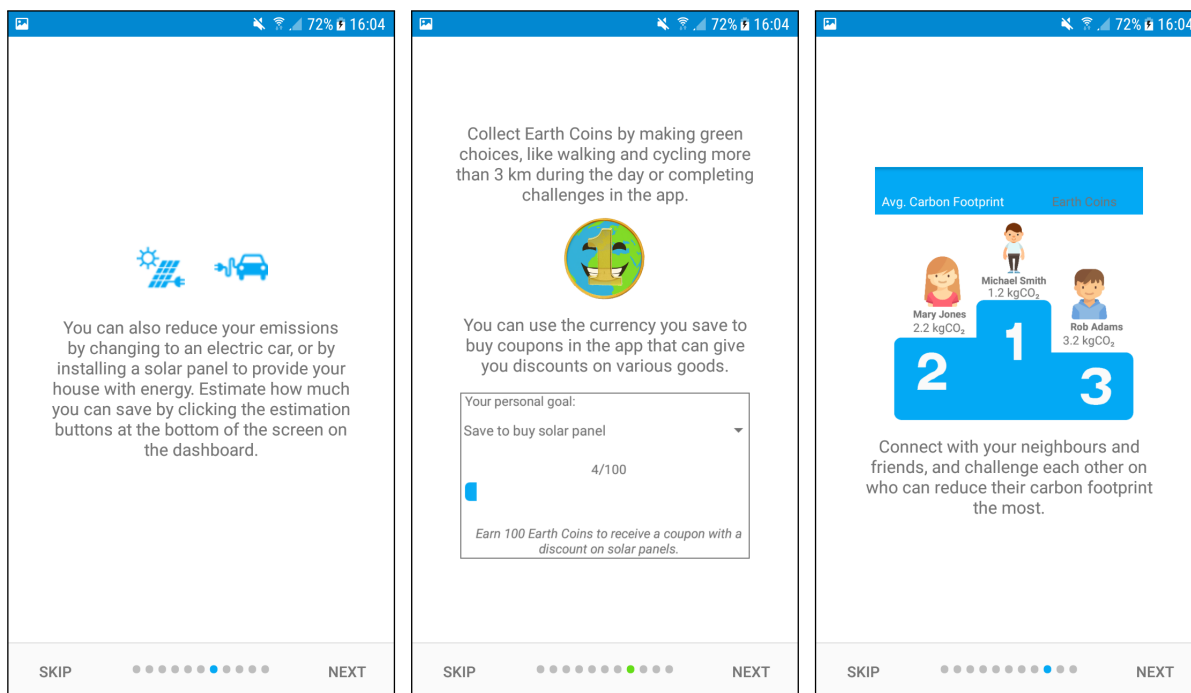 72% 16:04
You can also reduce your emissions
by changing to an electric car, or by
installing a solar panel to provide your
house with energy. Estimate how much
you can save by clicking the estimation
buttons at the bottom of the screen on
the dashboard.
SKIP
NEXT
72% 16:04
Collect Earth Coins by making green
choices, like walking and cycling more
than 3 km during the day or completing
challenges in the app.
1
You can use the currency you save to
buy coupons in the app that can give
you discounts on various goods.
Your personal goal:
Save to buy solar panel
4/100
Earn 100 Earth Coins to receive a coupon with a
discount on solar panels.
SKIP
NEXT
72% 16:04
Avg. Carbon Footprint Earth Coins
Michael Smith
1.2 kgCO₂
Mary Jones
2.2 kgCO₂
Rob Adams
3.2 kgCO₂
1
2
3
Connect with your neighbours and
friends, and challenge each other on
who can reduce their carbon footprint
the most.
SKIP
NEXT